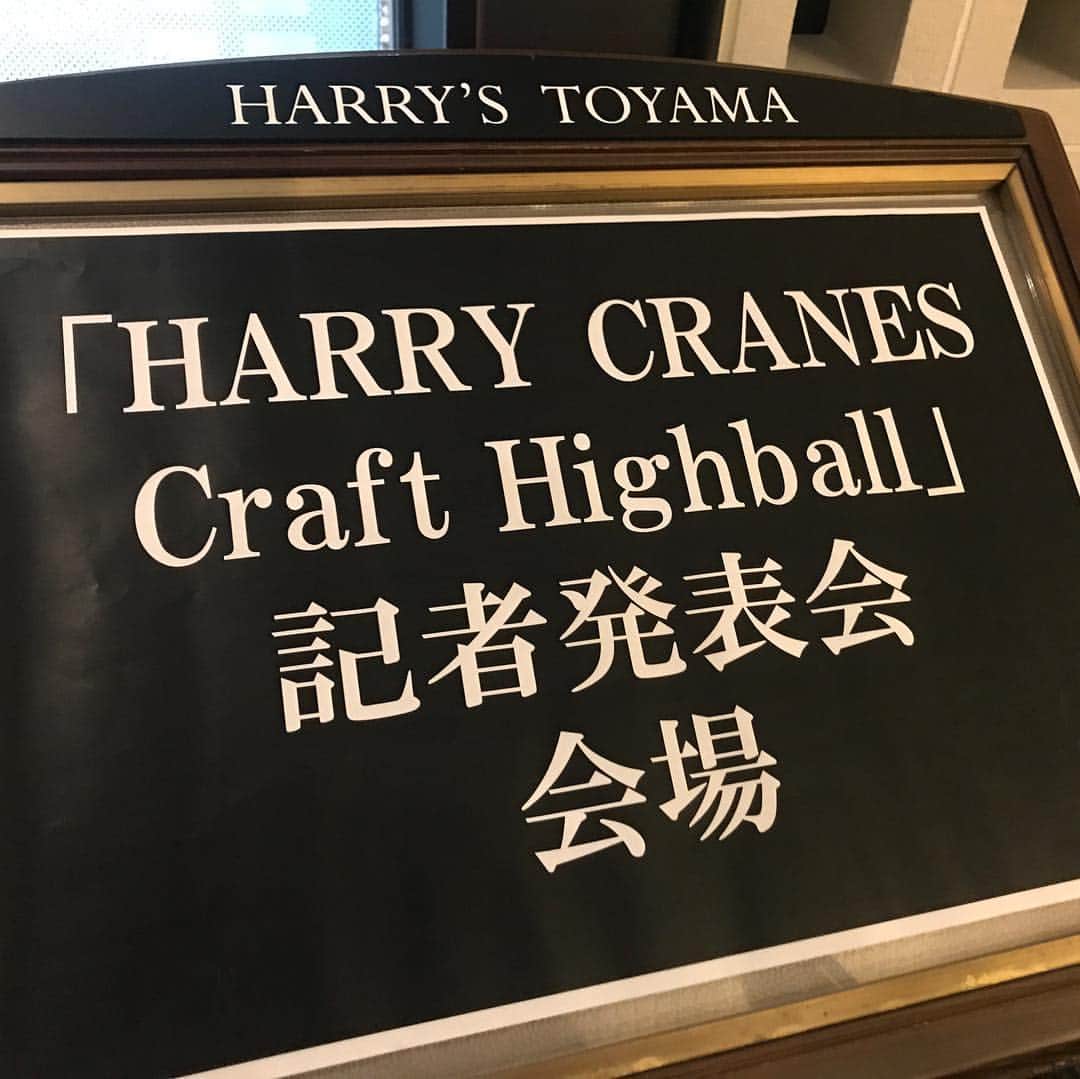 HARRY'S TOYAMA
「HARRY CRANES
Craft Highball」
記者発表会
会場